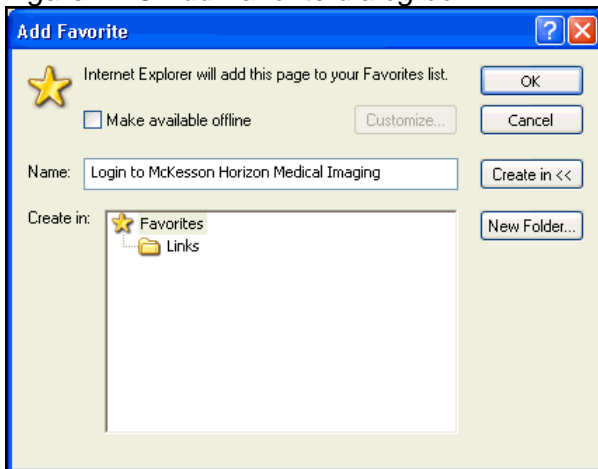 Add Favorite
Internet Explorer will add this page to your Favorites list.
OK
Make available offline
Customize...
Cancel
Name:
Login to McKesson Horizon Medical Imaging
Create in <<
Create in:
Favorites
New Folder...
Links